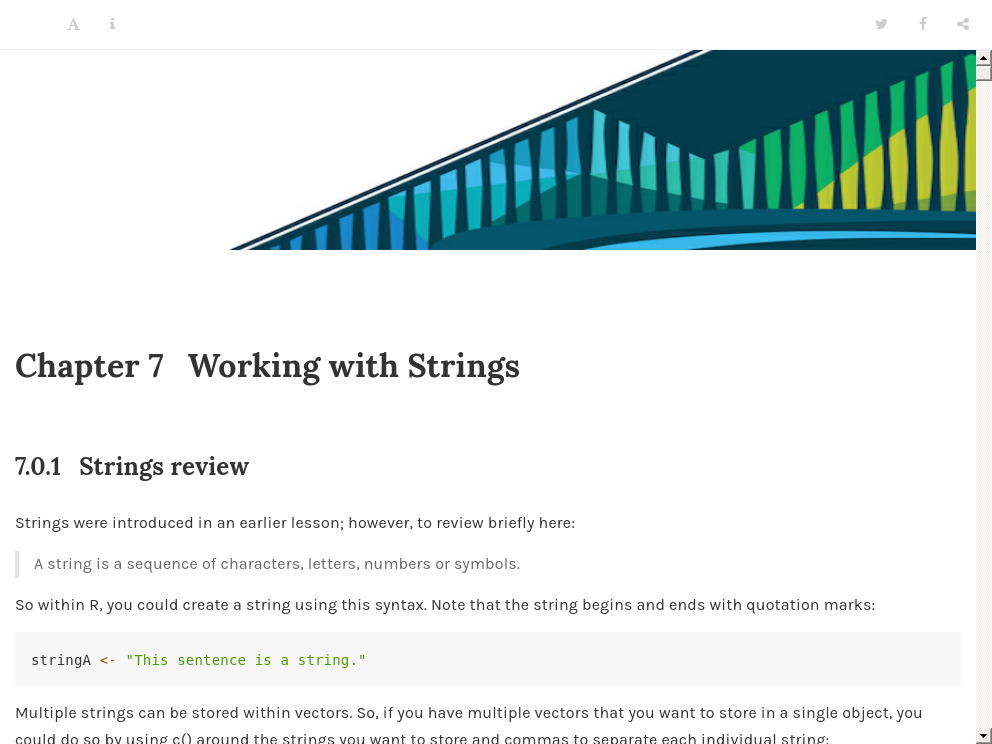 Chapter 7 Working with Strings
7.0.1 Strings review
Strings were introduced in an earlier lesson; however, to review briefly here:
A string is a sequence of characters, letters, numbers or symbols.
So within R, you could create a string using this syntax. Note that the string begins and ends with quotation marks:
stringA <- "This sentence is a string."
Multiple strings can be stored within vectors. So, if you have multiple vectors that you want to store in a single object, you
could do so by using c() around the strings you want to store and commas to separate each individual string: